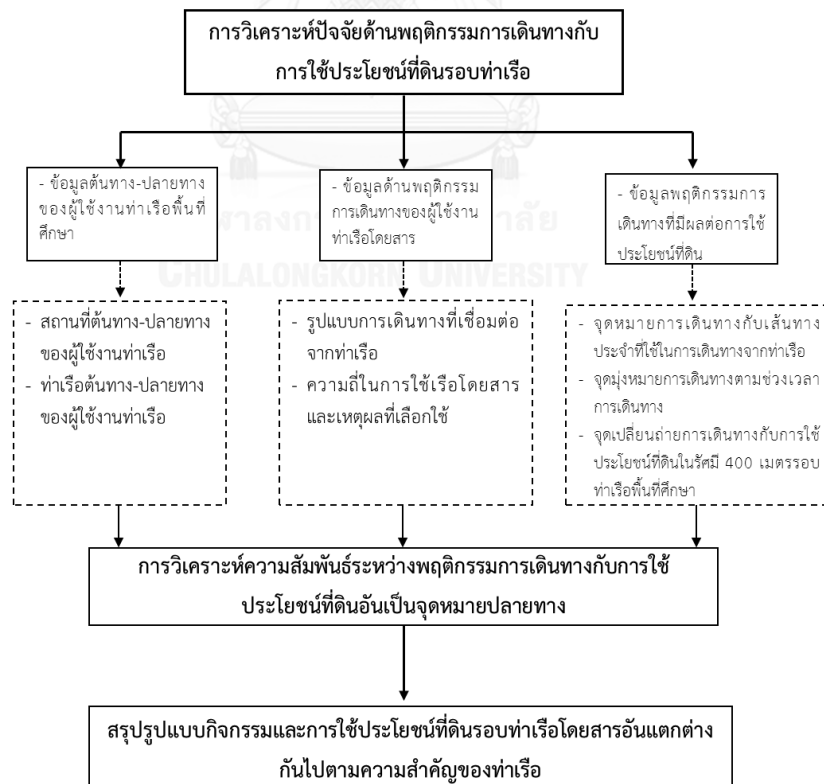 การวิเคราะห์ปัจจัยด้านพฤติกรรมการเดินทางกับ
การใช้ประโยชน์ที่ดินรอบท่าเรือ
- ข้อมูลต้นทาง-ปลายทาง
ของผู้ใช้งานท่าเรือพื้นที่
ศึกษา
- ข้อมูลด้านพฤติกรรม
การเดินทางของผู้ใช้งาน
ท่าเรือโดยสาร
- ข้อมูลพฤติกรรมการ
เดินทางที่มีผลต่อการใช้
ประโยชน์ที่ดิน
CHULALONGKORN UNIVERSITY
- สถานที่ต้นทาง-ปลายทาง
ของผู้ใช้งานท่าเรือ
- ท่าเรือต้นทาง-ปลายทาง
ของผู้ใช้งานท่าเรือ
- รูปแบบการเดินทางที่เชื่อมต่อ
จากท่าเรือ
- ความถี่ในการใช้เรือโดยสาร
และเหตุผลที่เลือกใช้
- จุดหมายการเดินทางกับเส้นทาง
ประจำที่ใช้ในการเดินทางจากท่าเรือ
- จุดมุ่งหมายการเดินทางตามช่วงเวลา
การเดินทาง
- จุดเปลี่ยนถ่ายการเดินทางกับการใช้
ประโยชน์ที่ดินในรัศมี 400 เมตรรอบ
ท่าเรือพื้นที่ศึกษา
การวิเคราะห์ความสัมพันธ์ระหว่างพฤติกรรมการเดินทางกับการใช้
ประโยชน์ที่ดินอันเป็นจุดหมายปลายทาง
สรุปรูปแบบกิจกรรมและการใช้ประโยชน์ที่ดินรอบท่าเรือโดยสารอันแตกต่าง
กันไปตามความสำคัญของท่าเรือ